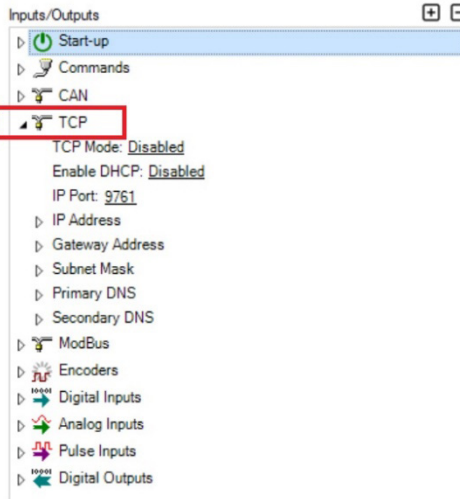 Inputs/Outputs
Start-up
Commands
CAN
TCP
TCP Mode: Disabled
Enable DHCP: Disabled
IP Port: 9761
IP Address
Gateway Address
Subnet Mask
Primary DNS
Secondary DNS
ModBus
Encoders
Digital Inputs
Analog Inputs
Pulse Inputs
Digital Outputs